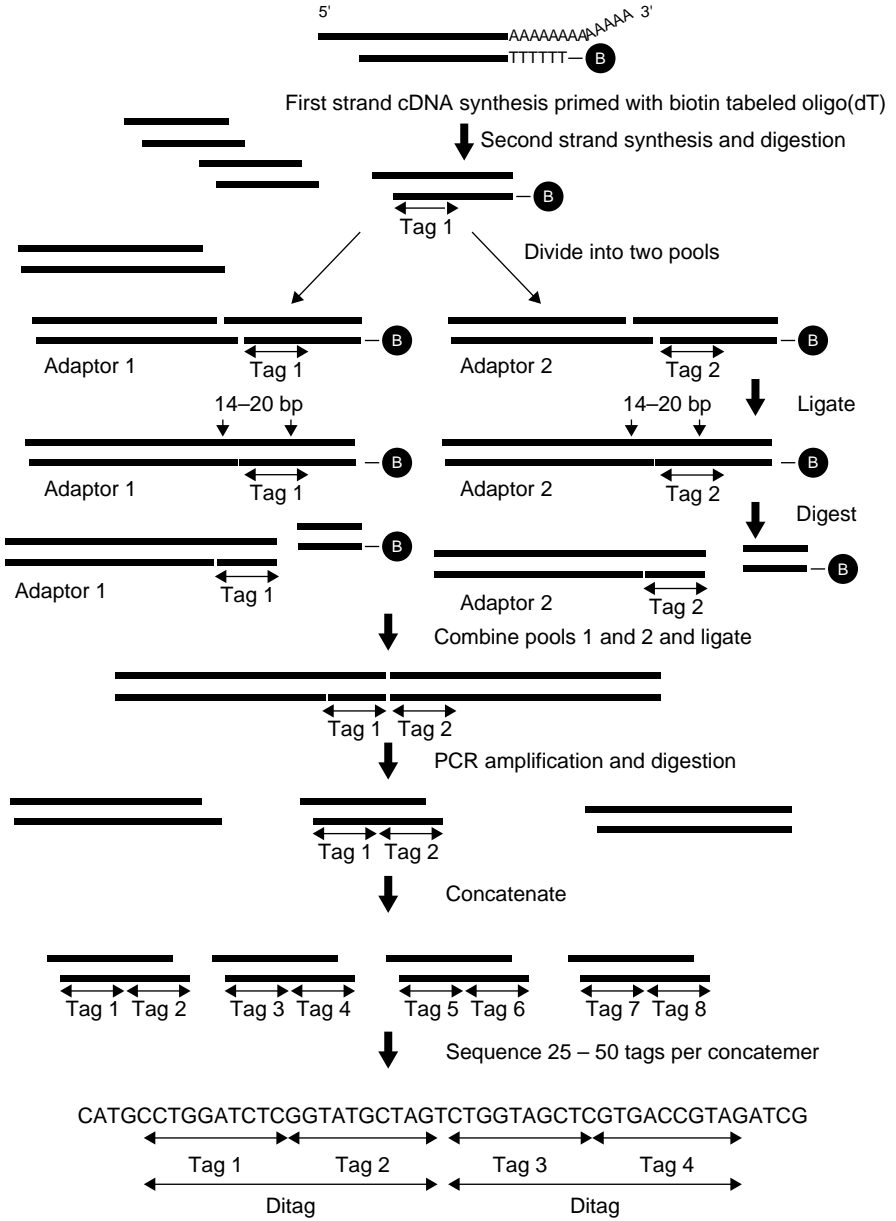 5' AAAAAAAAAAAAA 3'
TTTTTT B
First strand cDNA synthesis primed with biotin tabeled oligo(dT)
Second strand synthesis and digestion
B
Tag 1
Divide into two pools
B B
Adaptor 1 Tag 1 Adaptor 2 Tag 2
14–20 bp 14–20 bp Ligate
B B
Adaptor 1 Tag 1 Adaptor 2 Tag 2
Digest
B B
Adaptor 1 Tag 1 Adaptor 2 Tag 2
Combine pools 1 and 2 and ligate
Tag 1 Tag 2
PCR amplification and digestion
Tag 1 Tag 2
Concatenate
Tag 1 Tag 2 Tag 3 Tag 4 Tag 5 Tag 6 Tag 7 Tag 8
Sequence 25 – 50 tags per concatemer
CATGCCTGGATCTCGGTATGCTAGTCTGGTAGCTCGTGACCGTAGATCG
Tag 1 Tag 2 Tag 3 Tag 4
Ditag Ditag